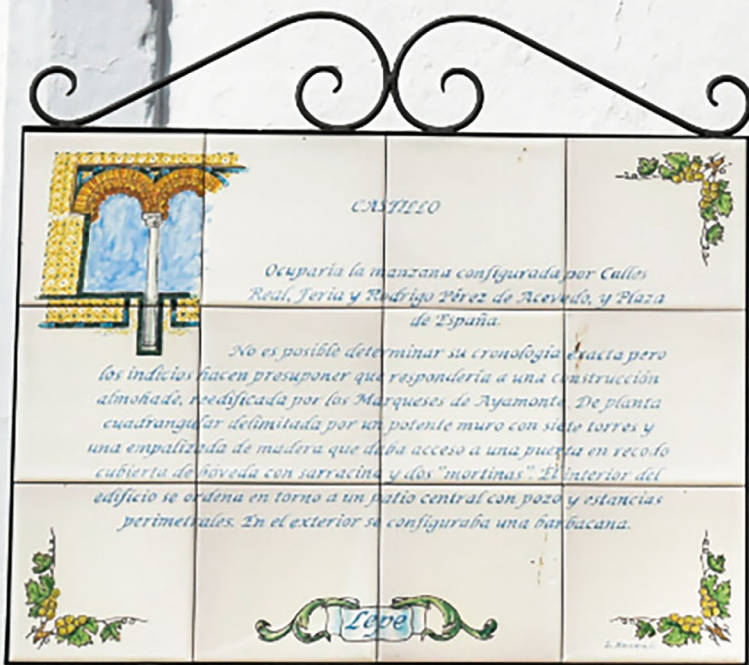 CASTILLO
Ocuparía la manzana configurada por Calles
Real, Feria y Rodrigo Pérez de Acevedo, y Plaza
de España.
No es posible determinar su cronología exacta pero
los indicios hacen presuponer que respondería a una construcción
almohade, reedificada por los Marqueses de Ayamonte. De planta
cuadrangular delimitada por un potente muro con siete torres y
una empalizada de madera que daba acceso a una puerta en recodo
cubierta de bóveda con sarracina y dos "mortinas". El interior del
edificio se ordena en torno a un patio central con pozo y estancias
perimetrales. En el exterior se configuraba una barbacana.
Lepe